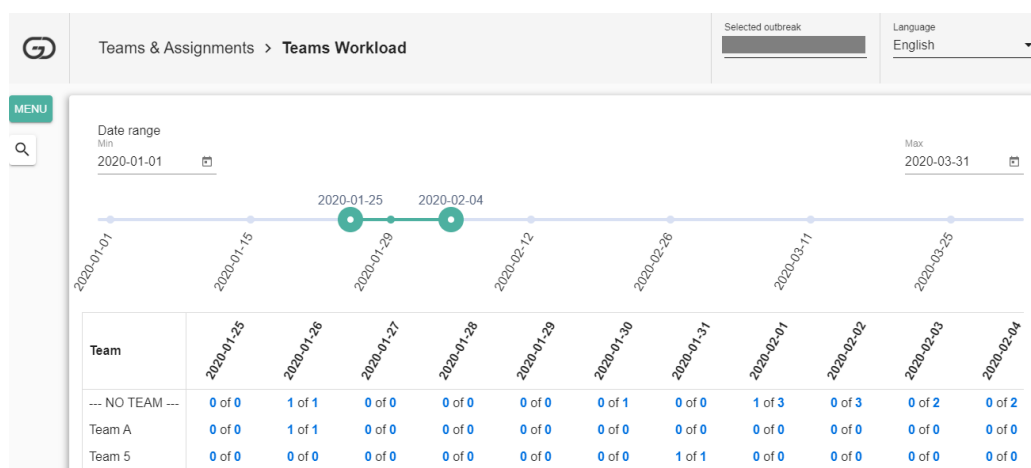 Teams & Assignments > Teams Workload
Selected outbreak
Language
English
MENU
Date range
Min
2020-01-01
Max
2020-03-31
2020-01-25 2020-02-04
2020-01-01 2020-01-15 2020-01-29 2020-02-12 2020-02-26 2020-03-11 2020-03-25
Team 2020-01-25 2020-01-26 2020-01-27 2020-01-28 2020-01-29 2020-01-30 2020-01-31 2020-02-01 2020-02-02 2020-02-03 2020-02-04
--- NO TEAM --- 0 of 0 1 of 1 0 of 0 0 of 0 0 of 0 0 of 1 0 of 0 1 of 3 0 of 3 0 of 2 0 of 2
Team A 0 of 0 1 of 1 0 of 0 0 of 0 0 of 0 0 of 0 0 of 0 0 of 0 0 of 0 0 of 0 0 of 0
Team 5 0 of 0 0 of 0 0 of 0 0 of 0 0 of 0 0 of 0 1 of 1 0 of 0 0 of 0 0 of 0 0 of 0